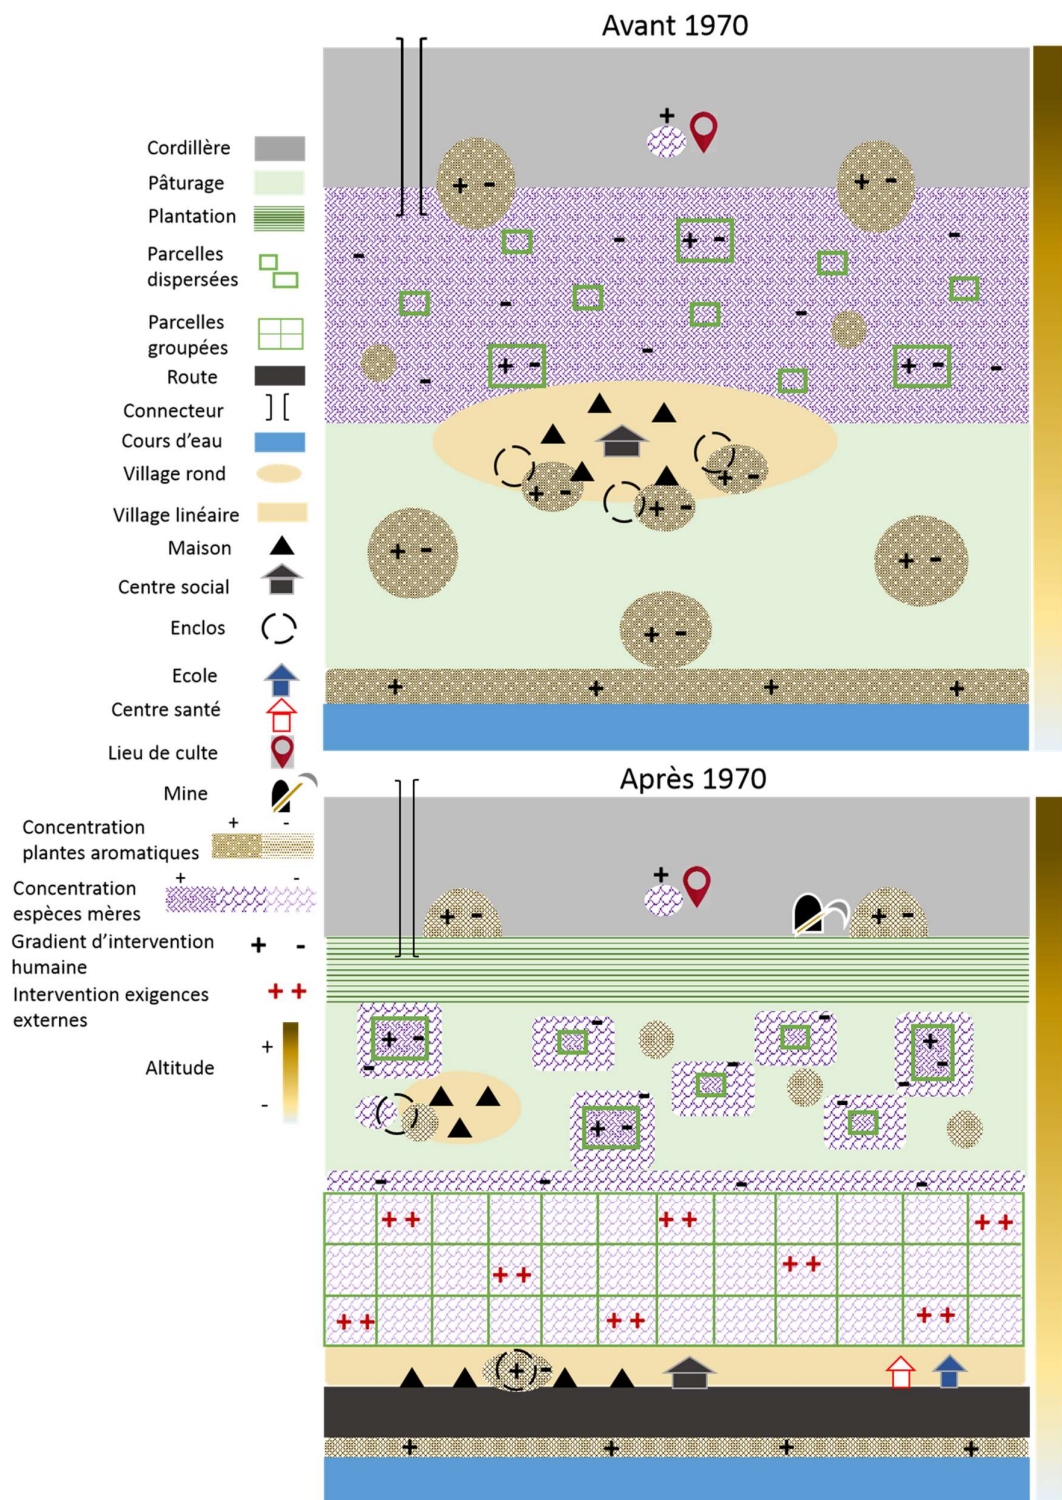 Avant 1970
Cordillère
Pâturage
Plantation
Parcelles
dispersées
Parcelles
groupées
Route
Connecteur
Cours d'eau
Village rond
Village linéaire
Maison
Centre social
Enclos
Ecole
Centre santé
Lieu de culte
Mine
+ -
Concentration
plantes aromatiques
+ -
Concentration
espèces mères
Gradient d'intervention + -
humaine
Intervention exigences ++
externes
+
Altitude
-
Après 1970